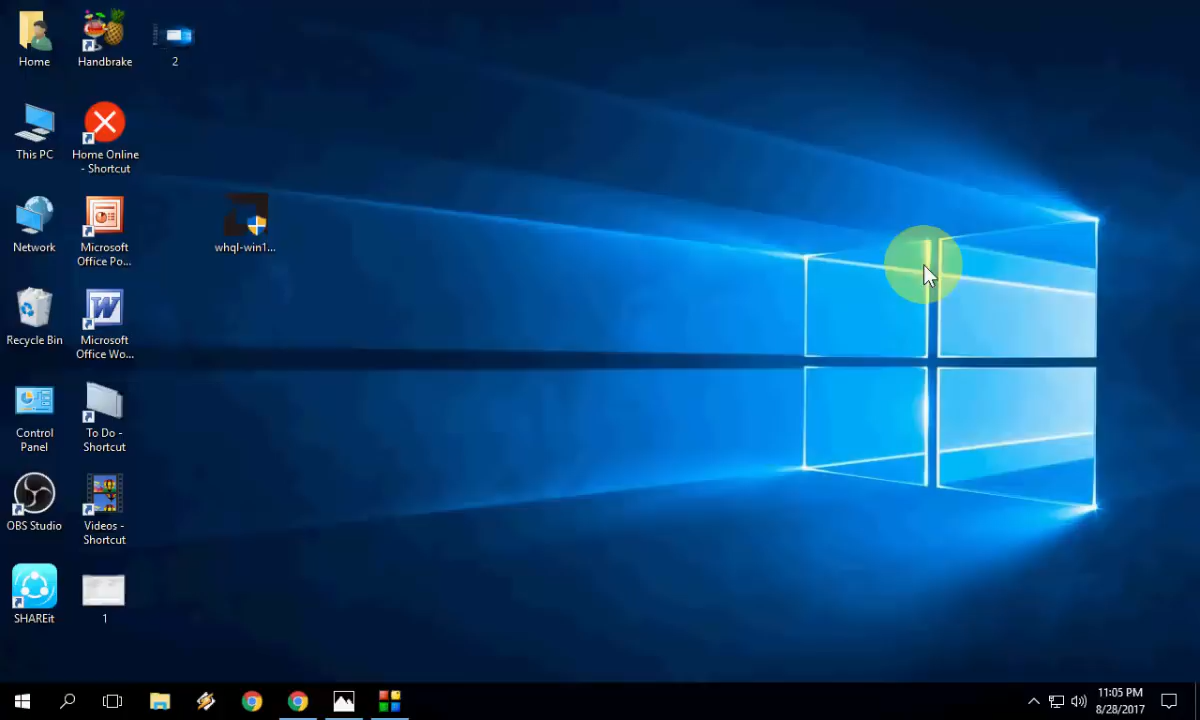 Home
Handbrake
2
This PC
Home Online
- Shortcut
Network
Microsoft
Office Po...
whql-win1...
Recycle Bin
Microsoft
Office Wo...
Control
Panel
To Do -
Shortcut
OBS Studio
Videos -
Shortcut
SHAREit
1
11:05 PM
8/28/2017